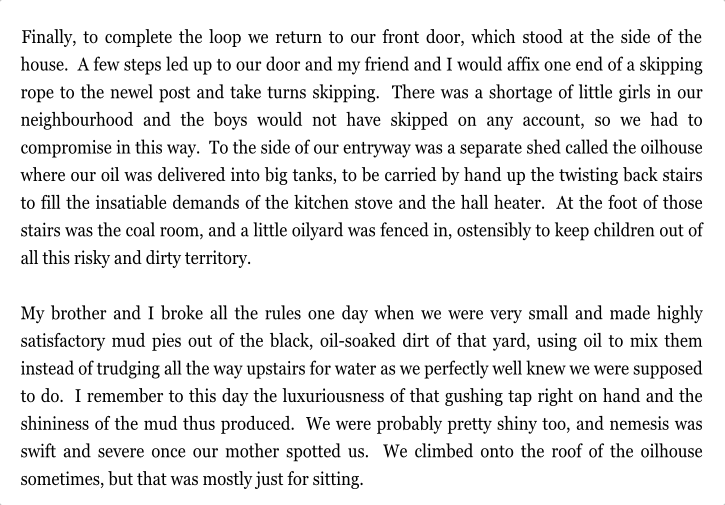 Finally, to complete the loop we return to our front door, which stood at the side of the
house.  A few steps led up to our door and my friend and I would affix one end of a skipping
rope to the newel post and take turns skipping.  There was a shortage of little girls in our
neighbourhood and the boys would not have skipped on any account, so we had to
compromise in this way.  To the side of our entryway was a separate shed called the oilhouse
where our oil was delivered into big tanks, to be carried by hand up the twisting back stairs
to fill the insatiable demands of the kitchen stove and the hall heater.  At the foot of those
stairs was the coal room, and a little oilyard was fenced in, ostensibly to keep children out of
all this risky and dirty territory.

My brother and I broke all the rules one day when we were very small and made highly
satisfactory mud pies out of the black, oil-soaked dirt of that yard, using oil to mix them
instead of trudging all the way upstairs for water as we perfectly well knew we were supposed
to do.  I remember to this day the luxuriousness of that gushing tap right on hand and the
shininess of the mud thus produced.  We were probably pretty shiny too, and nemesis was
swift and severe once our mother spotted us.  We climbed onto the roof of the oilhouse
sometimes, but that was mostly just for sitting.